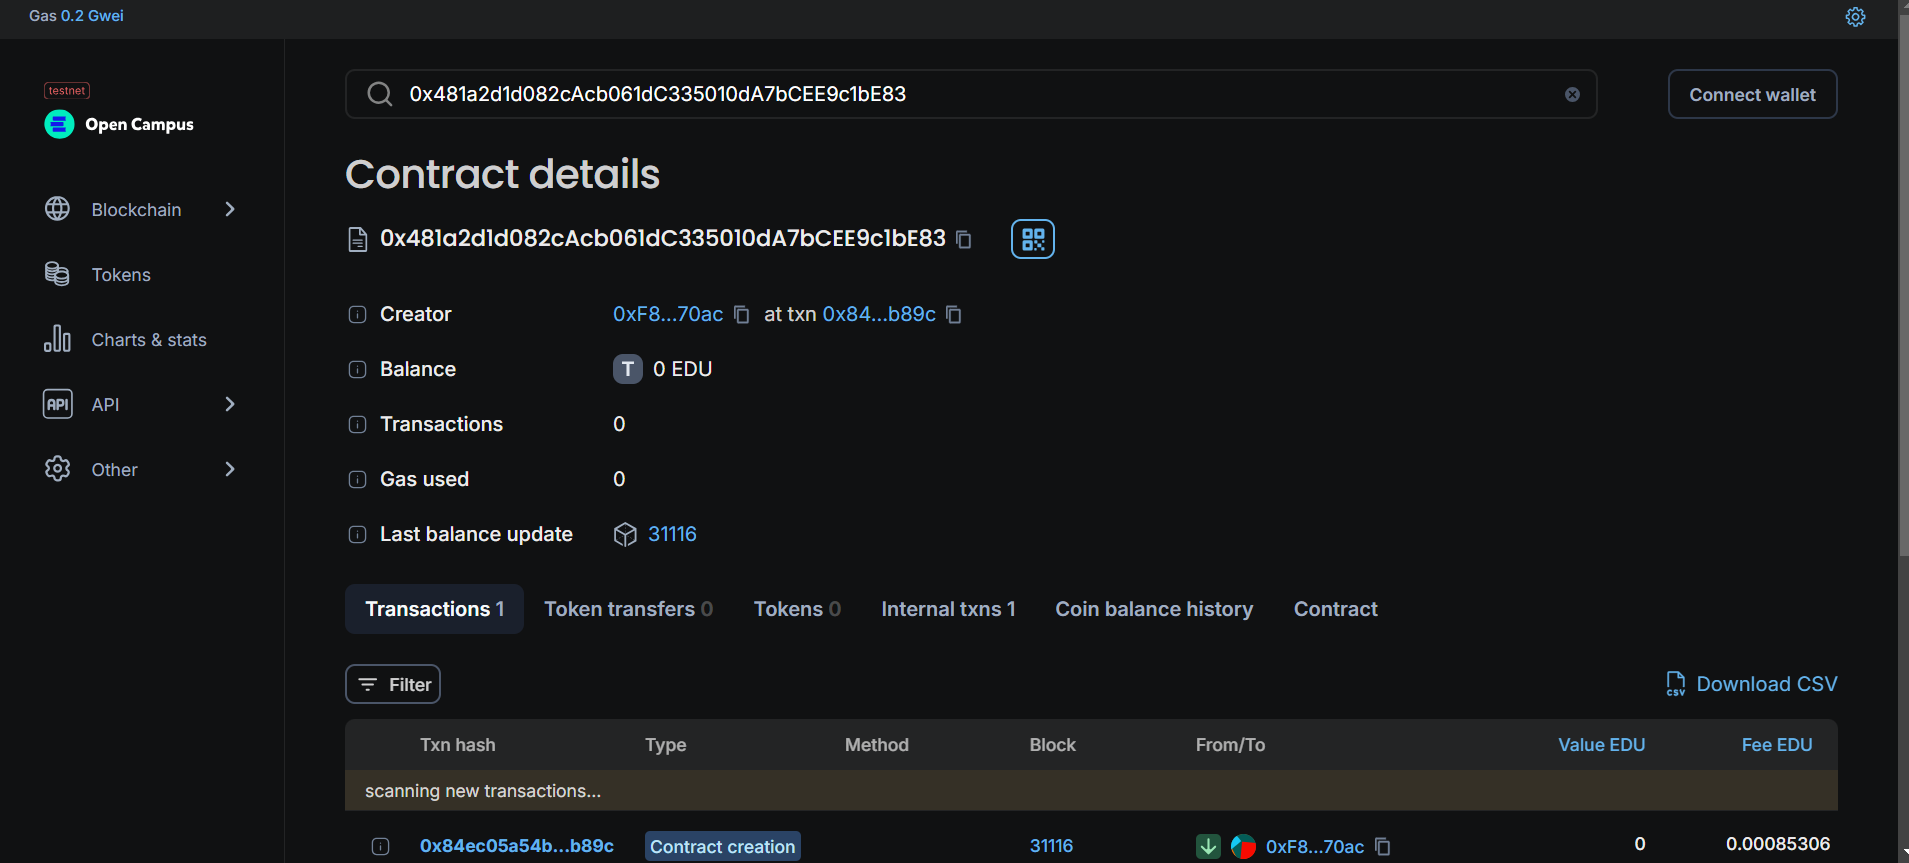 Gas 0.2 Gwei
testnet
Open Campus
Blockchain
Tokens
Charts & stats
API API
Other
0x481a2d1d082cAcb061dC335010dA7bCEE9c1bE83
Connect wallet
Contract details
0x481a2d1d082cAcb061dC335010dA7bCEE9c1bE83
Creator 0xF8...70ac at txn 0x84...b89c
Balance T 0 EDU
Transactions 0
Gas used 0
Last balance update 31116
Transactions 1 Token transfers 0 Tokens 0 Internal txns 1 Coin balance history Contract
Filter
CSV Download CSV
Txn hash Type Method Block From/To Value EDU Fee EDU
scanning new transactions...
0x84ec05a54b...b89c Contract creation 31116 0xF8...70ac 0 0.00085306